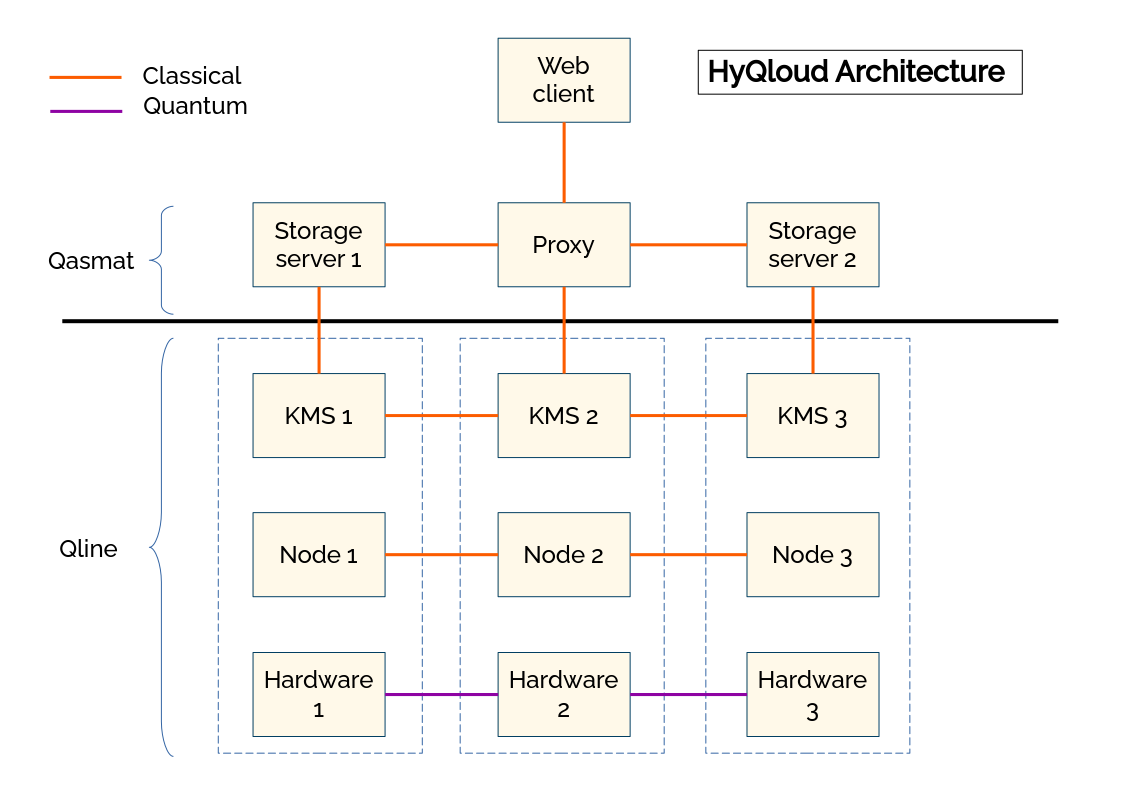 Classical
Quantum
Web
client
HyQloud Architecture
Qasmat
Storage
server 1
Proxy
Storage
server 2
Qline
KMS 1
KMS 2
KMS 3
Node 1
Node 2
Node 3
Hardware
1
Hardware
2
Hardware
3